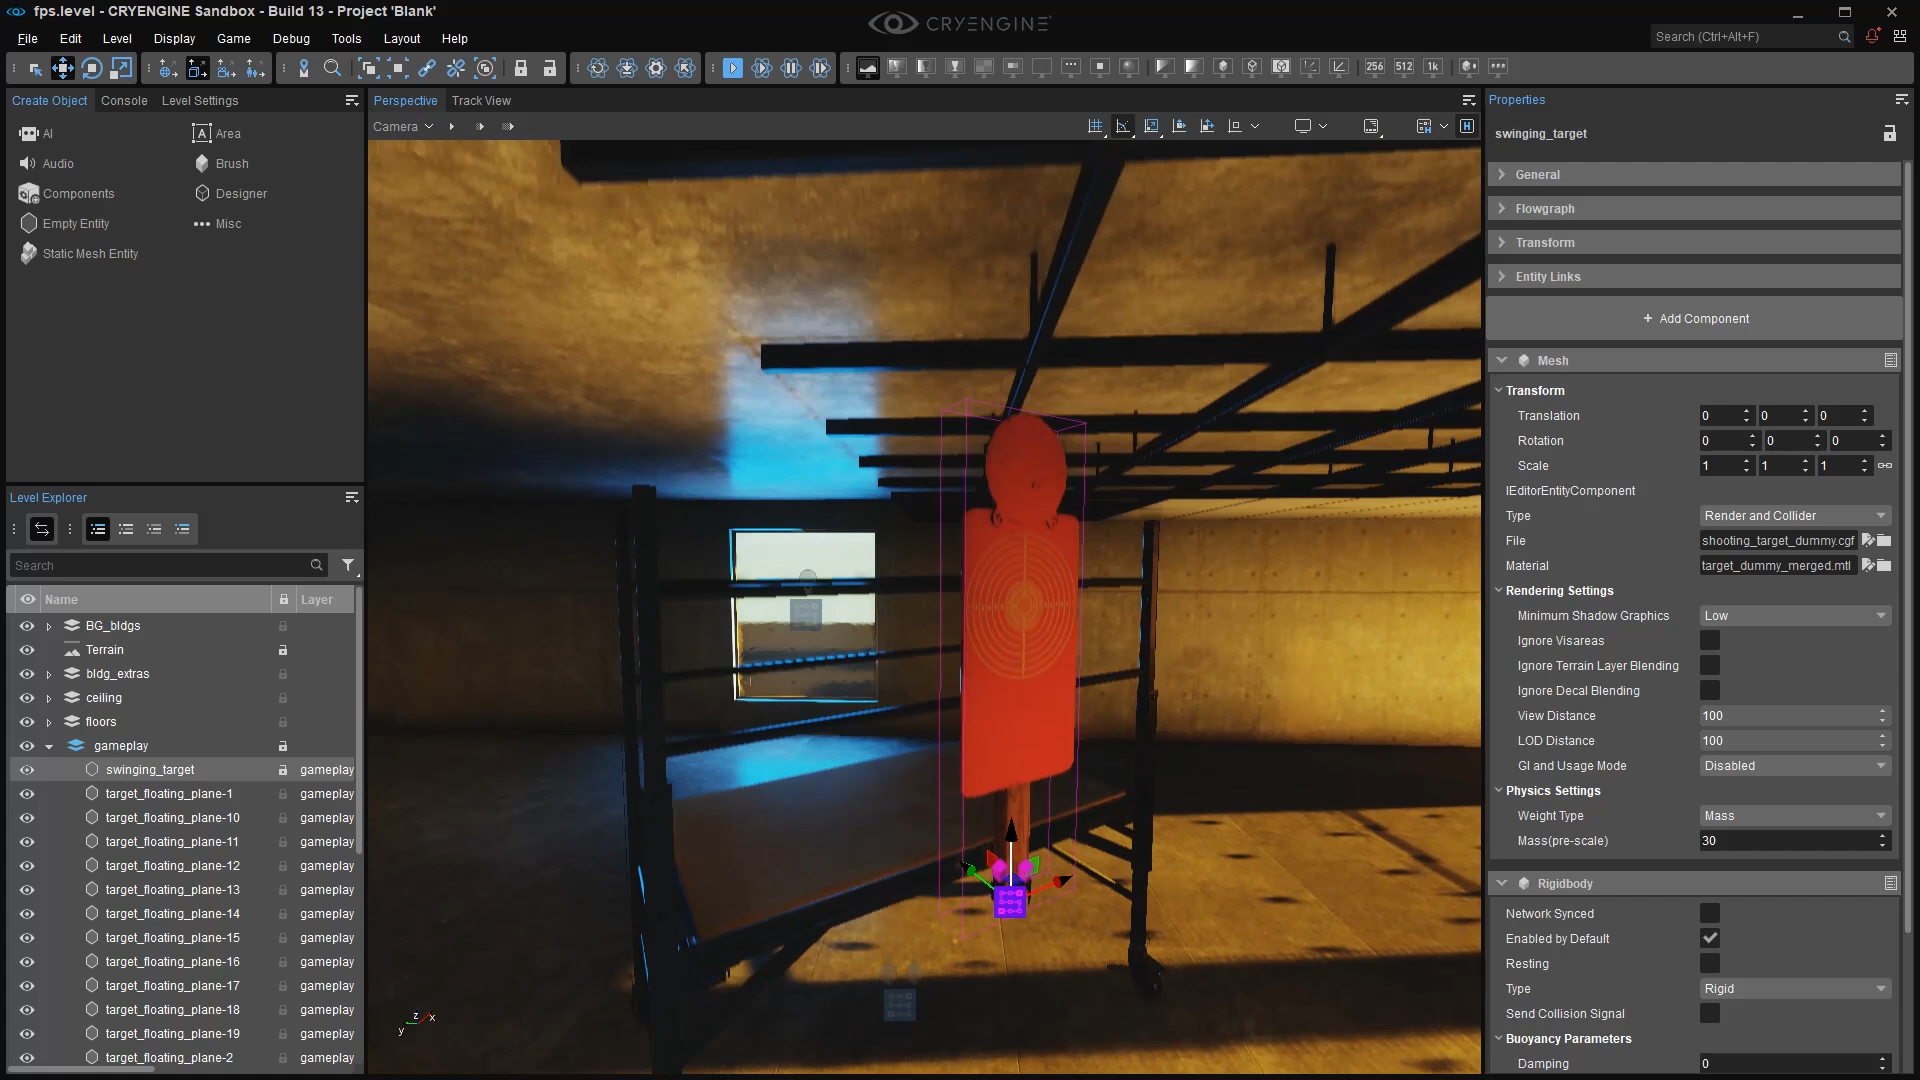 fps.level - CRYENGINE Sandbox - Build 13 - Project 'Blank'
CRYENGINE
File Edit Level Display Game Debug Tools Layout Help
Search (Ctrl+Alt+F)
256 512 1k
Create Object Console Level Settings
AI
Area
Audio
Brush
Components
Designer
Empty Entity
Misc
Static Mesh Entity
Level Explorer
Search
Name Layer
BG_bldgs
Terrain
bldg_extras
ceiling
floors
gameplay
swinging_target gameplay
target_floating_plane-1 gameplay
target_floating_plane-10 gameplay
target_floating_plane-11 gameplay
target_floating_plane-12 gameplay
target_floating_plane-13 gameplay
target_floating_plane-14 gameplay
target_floating_plane-15 gameplay
target_floating_plane-16 gameplay
target_floating_plane-17 gameplay
target_floating_plane-18 gameplay
target_floating_plane-19 gameplay
target_floating_plane-2 gameplay
Perspective Track View
Camera
H
z x
y
Properties
swinging_target
General
Flowgraph
Transform
Entity Links
+ Add Component
Mesh
Transform
Translation 0 0 0
Rotation 0 0 0
Scale 1 1 1
IEditorEntityComponent
Type Render and Collider
File shooting_target_dummy.cgf
Material target_dummy_merged.mtl
Rendering Settings
Minimum Shadow Graphics Low
Ignore Visareas
Ignore Terrain Layer Blending
Ignore Decal Blending
View Distance 100
LOD Distance 100
GI and Usage Mode Disabled
Physics Settings
Weight Type Mass
Mass(pre-scale) 30
Rigidbody
Network Synced
Enabled by Default
Resting
Type Rigid
Send Collision Signal
Buoyancy Parameters
Damping 0